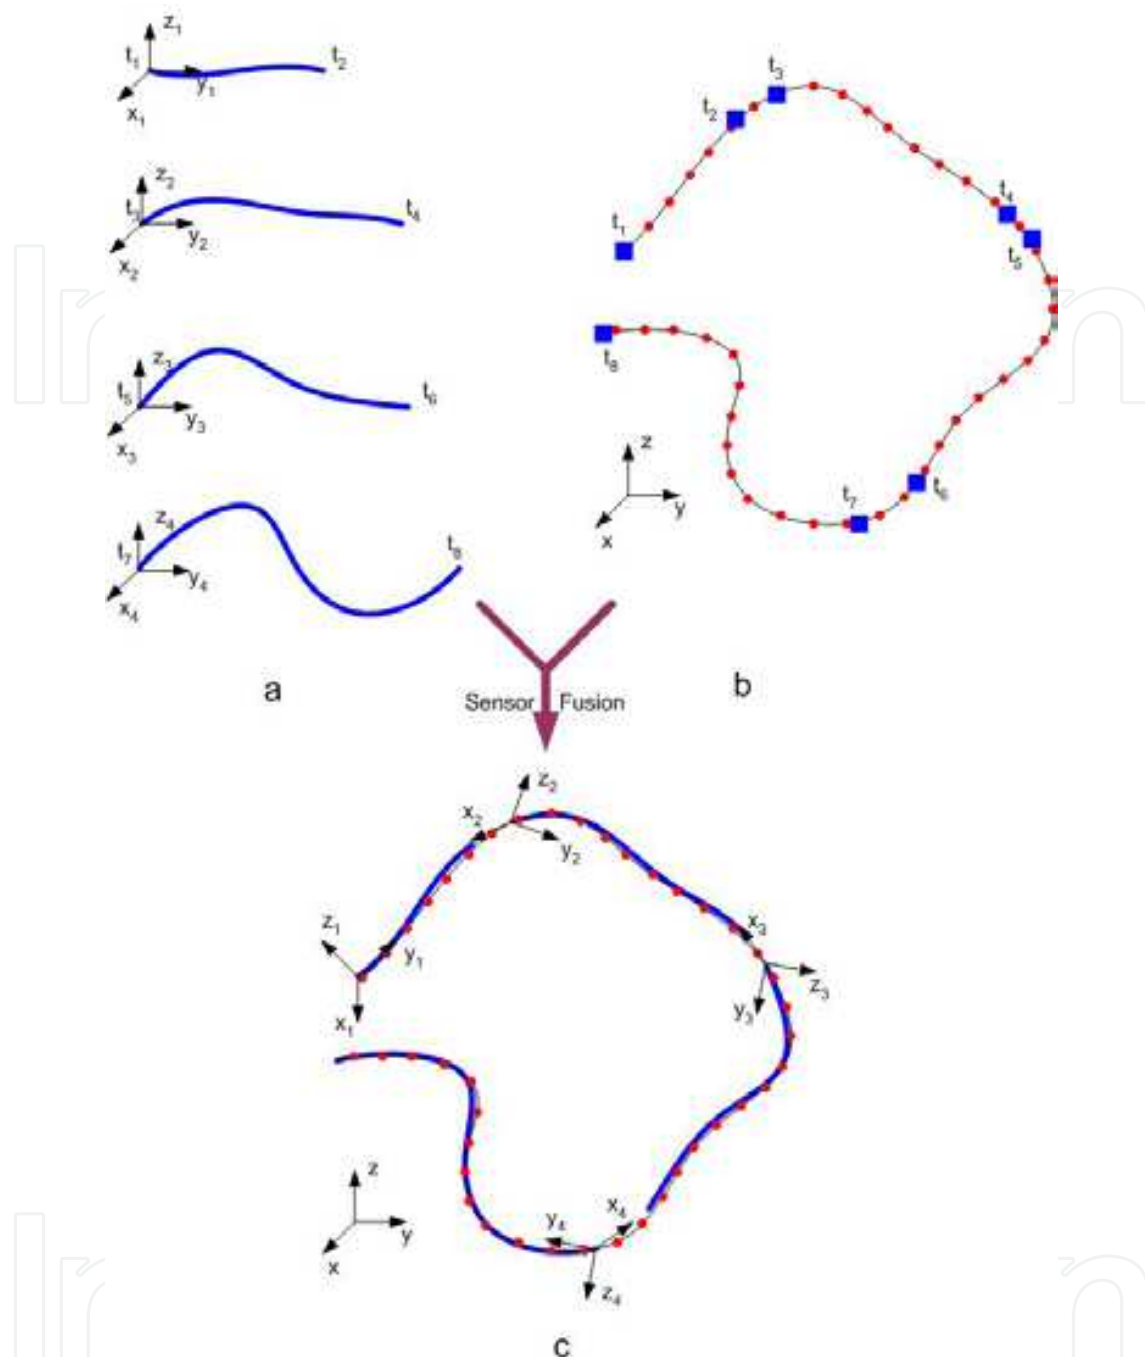 z₁
t₁
t₂
y₁
x₁
z₂
t₃
t₄
y₂
x₂
z₃
t₅
t₆
y₃
x₃
z₄
t₇
t₈
y₄
x₄
a
t₃
t₂
t₄
t₁
t₅
t₈
z
t₇
t₆
y
x
b
Sensor Fusion
z₂
x₂
y₂
z₁
y₁
x₃
z₃
y₃
x₁
z
x₄
y₄
y
x
z₄
c